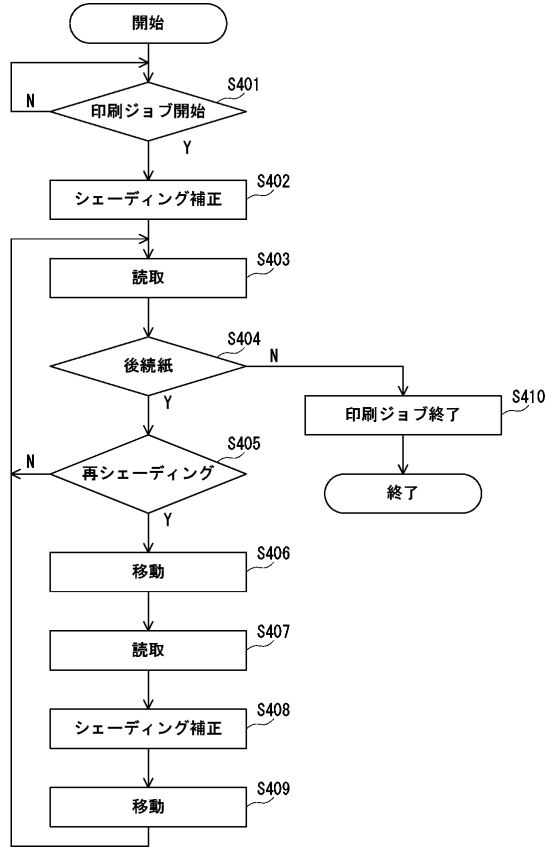 開始
S401
N
印刷ジョブ開始
Y
S402
シェーディング補正
S403
読取
S404
後続紙
N
Y
S410
印刷ジョブ終了
S405
N
再シェーディング
終了
Y
S406
移動
S407
読取
S408
シェーディング補正
S409
移動